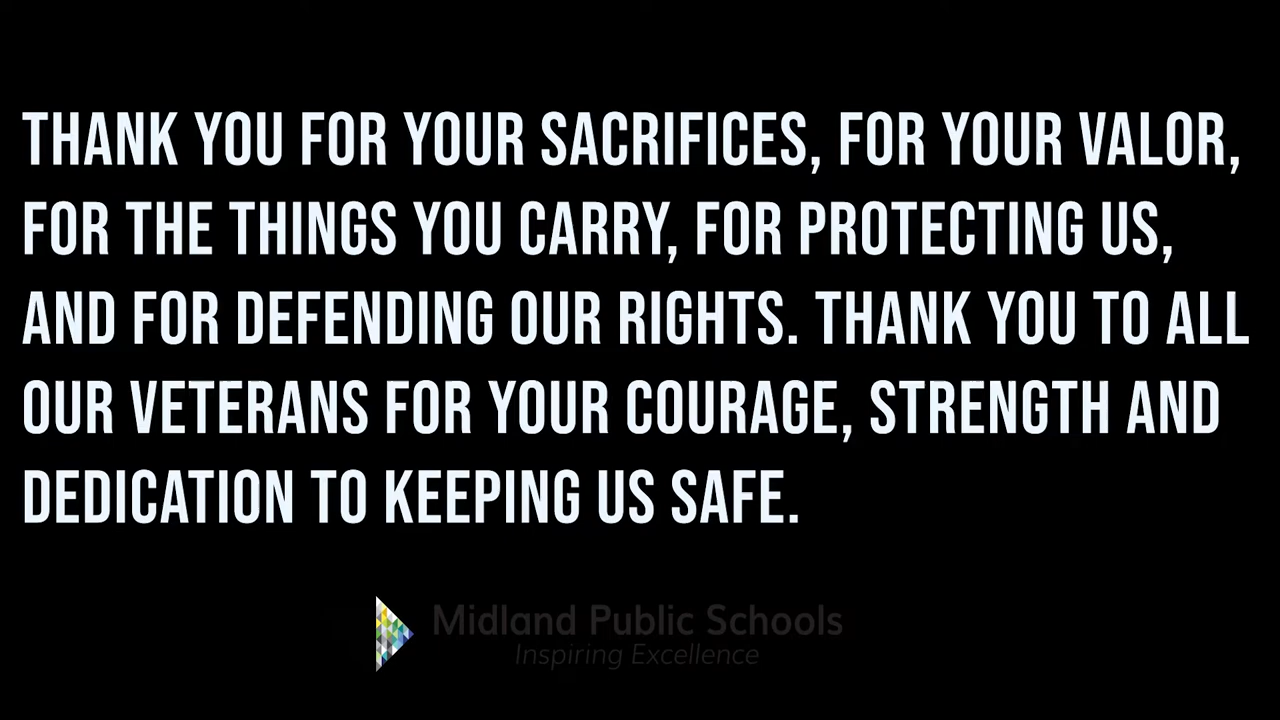 THANK YOU FOR YOUR SACRIFICES, FOR YOUR VALOR,
FOR THE THINGS YOU CARRY, FOR PROTECTING US,
AND FOR DEFENDING OUR RIGHTS. THANK YOU TO ALL
OUR VETERANS FOR YOUR COURAGE, STRENGTH AND
DEDICATION TO KEEPING US SAFE.
Midland Public Schools
Inspiring Excellence